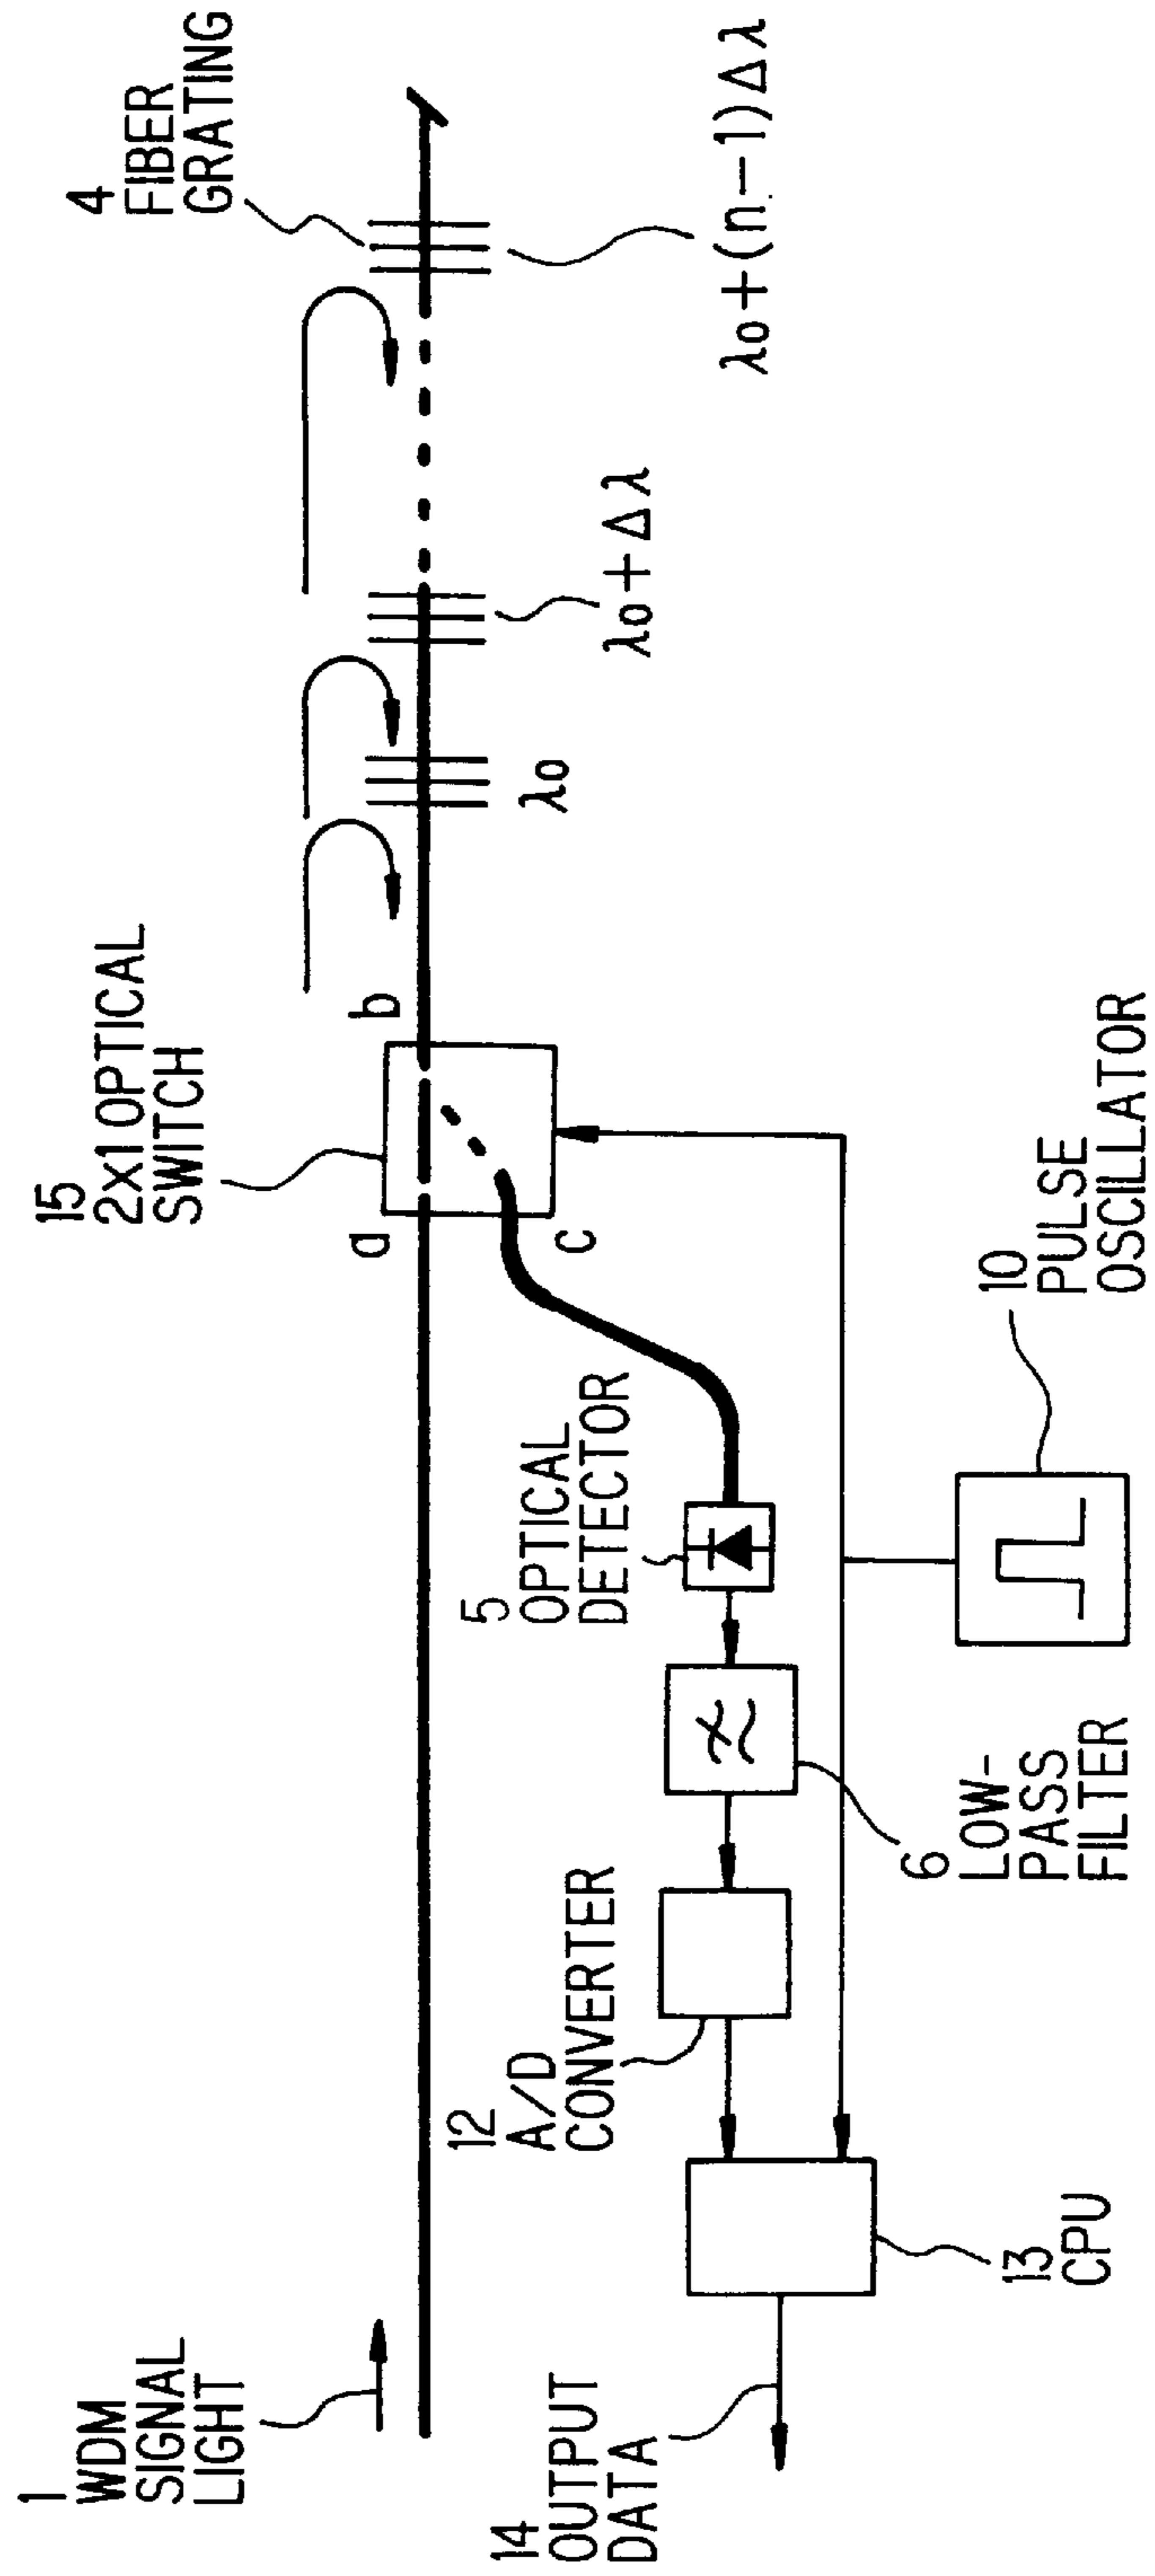 1
WDM
SIGNAL
LIGHT
15
2x1 OPTICAL
SWITCH
4
FIBER
GRATING
a
b
c
λ0
λ0+Δλ
λ0+(n-1)Δλ
5
OPTICAL
DETECTOR
12
A/D
CONVERTER
14
OUTPUT
DATA
13
CPU
6
LOW-
PASS
FILTER
10
PULSE
OSCILLATOR